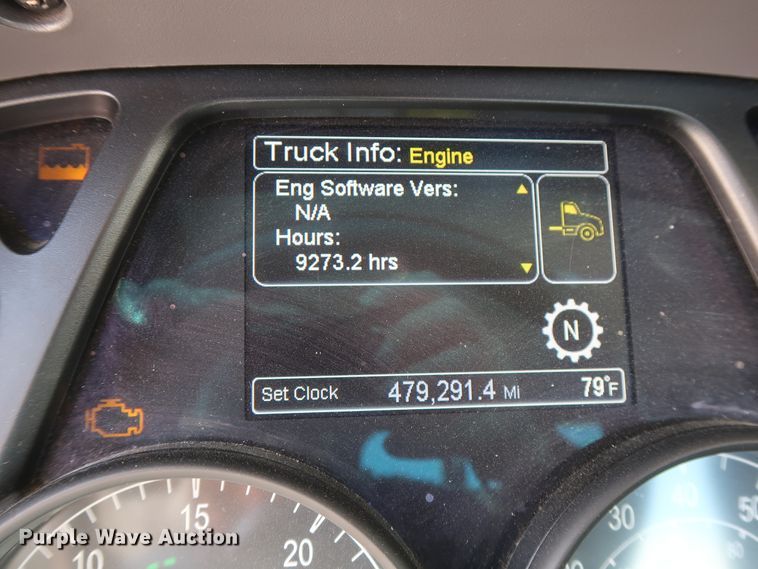 Truck Info: Engine
Eng Software Vers:
N/A
Hours:
9273.2 hrs
N
Set Clock 479,291.4 Mi 79°F
10 15 20
30 40 50
Purple Wave Auction